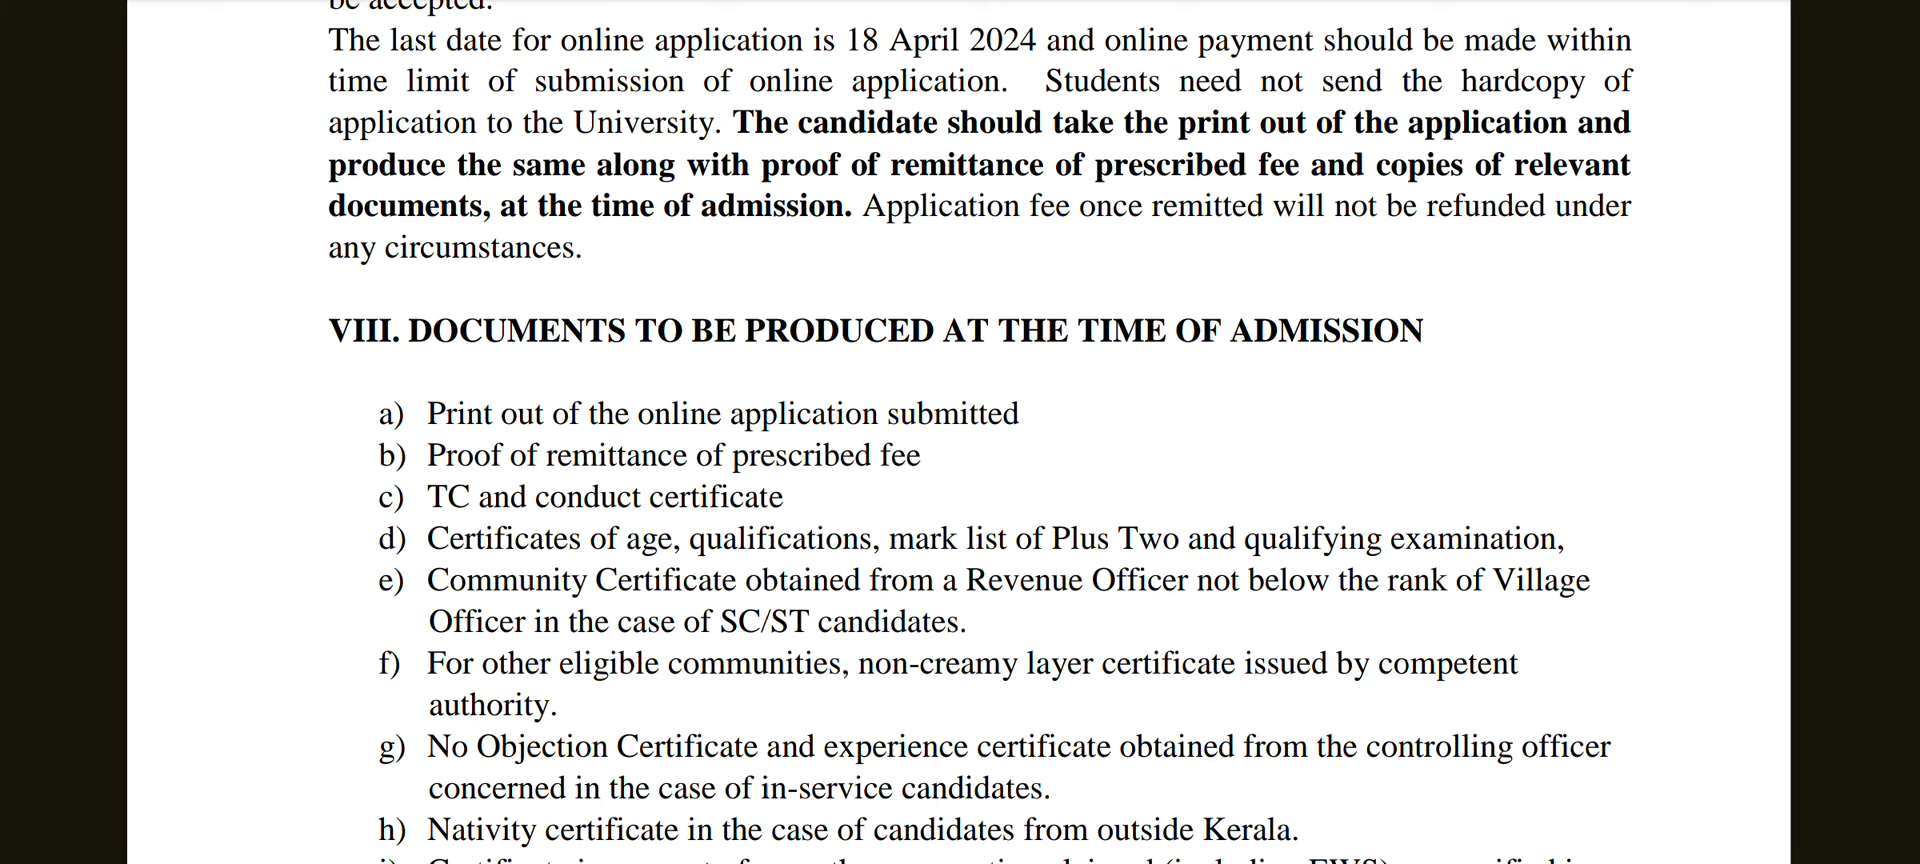 be accepted.
The last date for online application is 18 April 2024 and online payment should be made within
time limit of submission of online application. Students need not send the hardcopy of
application to the University. The candidate should take the print out of the application and
produce the same along with proof of remittance of prescribed fee and copies of relevant
documents, at the time of admission. Application fee once remitted will not be refunded under
any circumstances.
VIII. DOCUMENTS TO BE PRODUCED AT THE TIME OF ADMISSION
a) Print out of the online application submitted
b) Proof of remittance of prescribed fee
c) TC and conduct certificate
d) Certificates of age, qualifications, mark list of Plus Two and qualifying examination,
e) Community Certificate obtained from a Revenue Officer not below the rank of Village
Officer in the case of SC/ST candidates.
f) For other eligible communities, non-creamy layer certificate issued by competent
authority.
g) No Objection Certificate and experience certificate obtained from the controlling officer
concerned in the case of in-service candidates.
h) Nativity certificate in the case of candidates from outside Kerala.